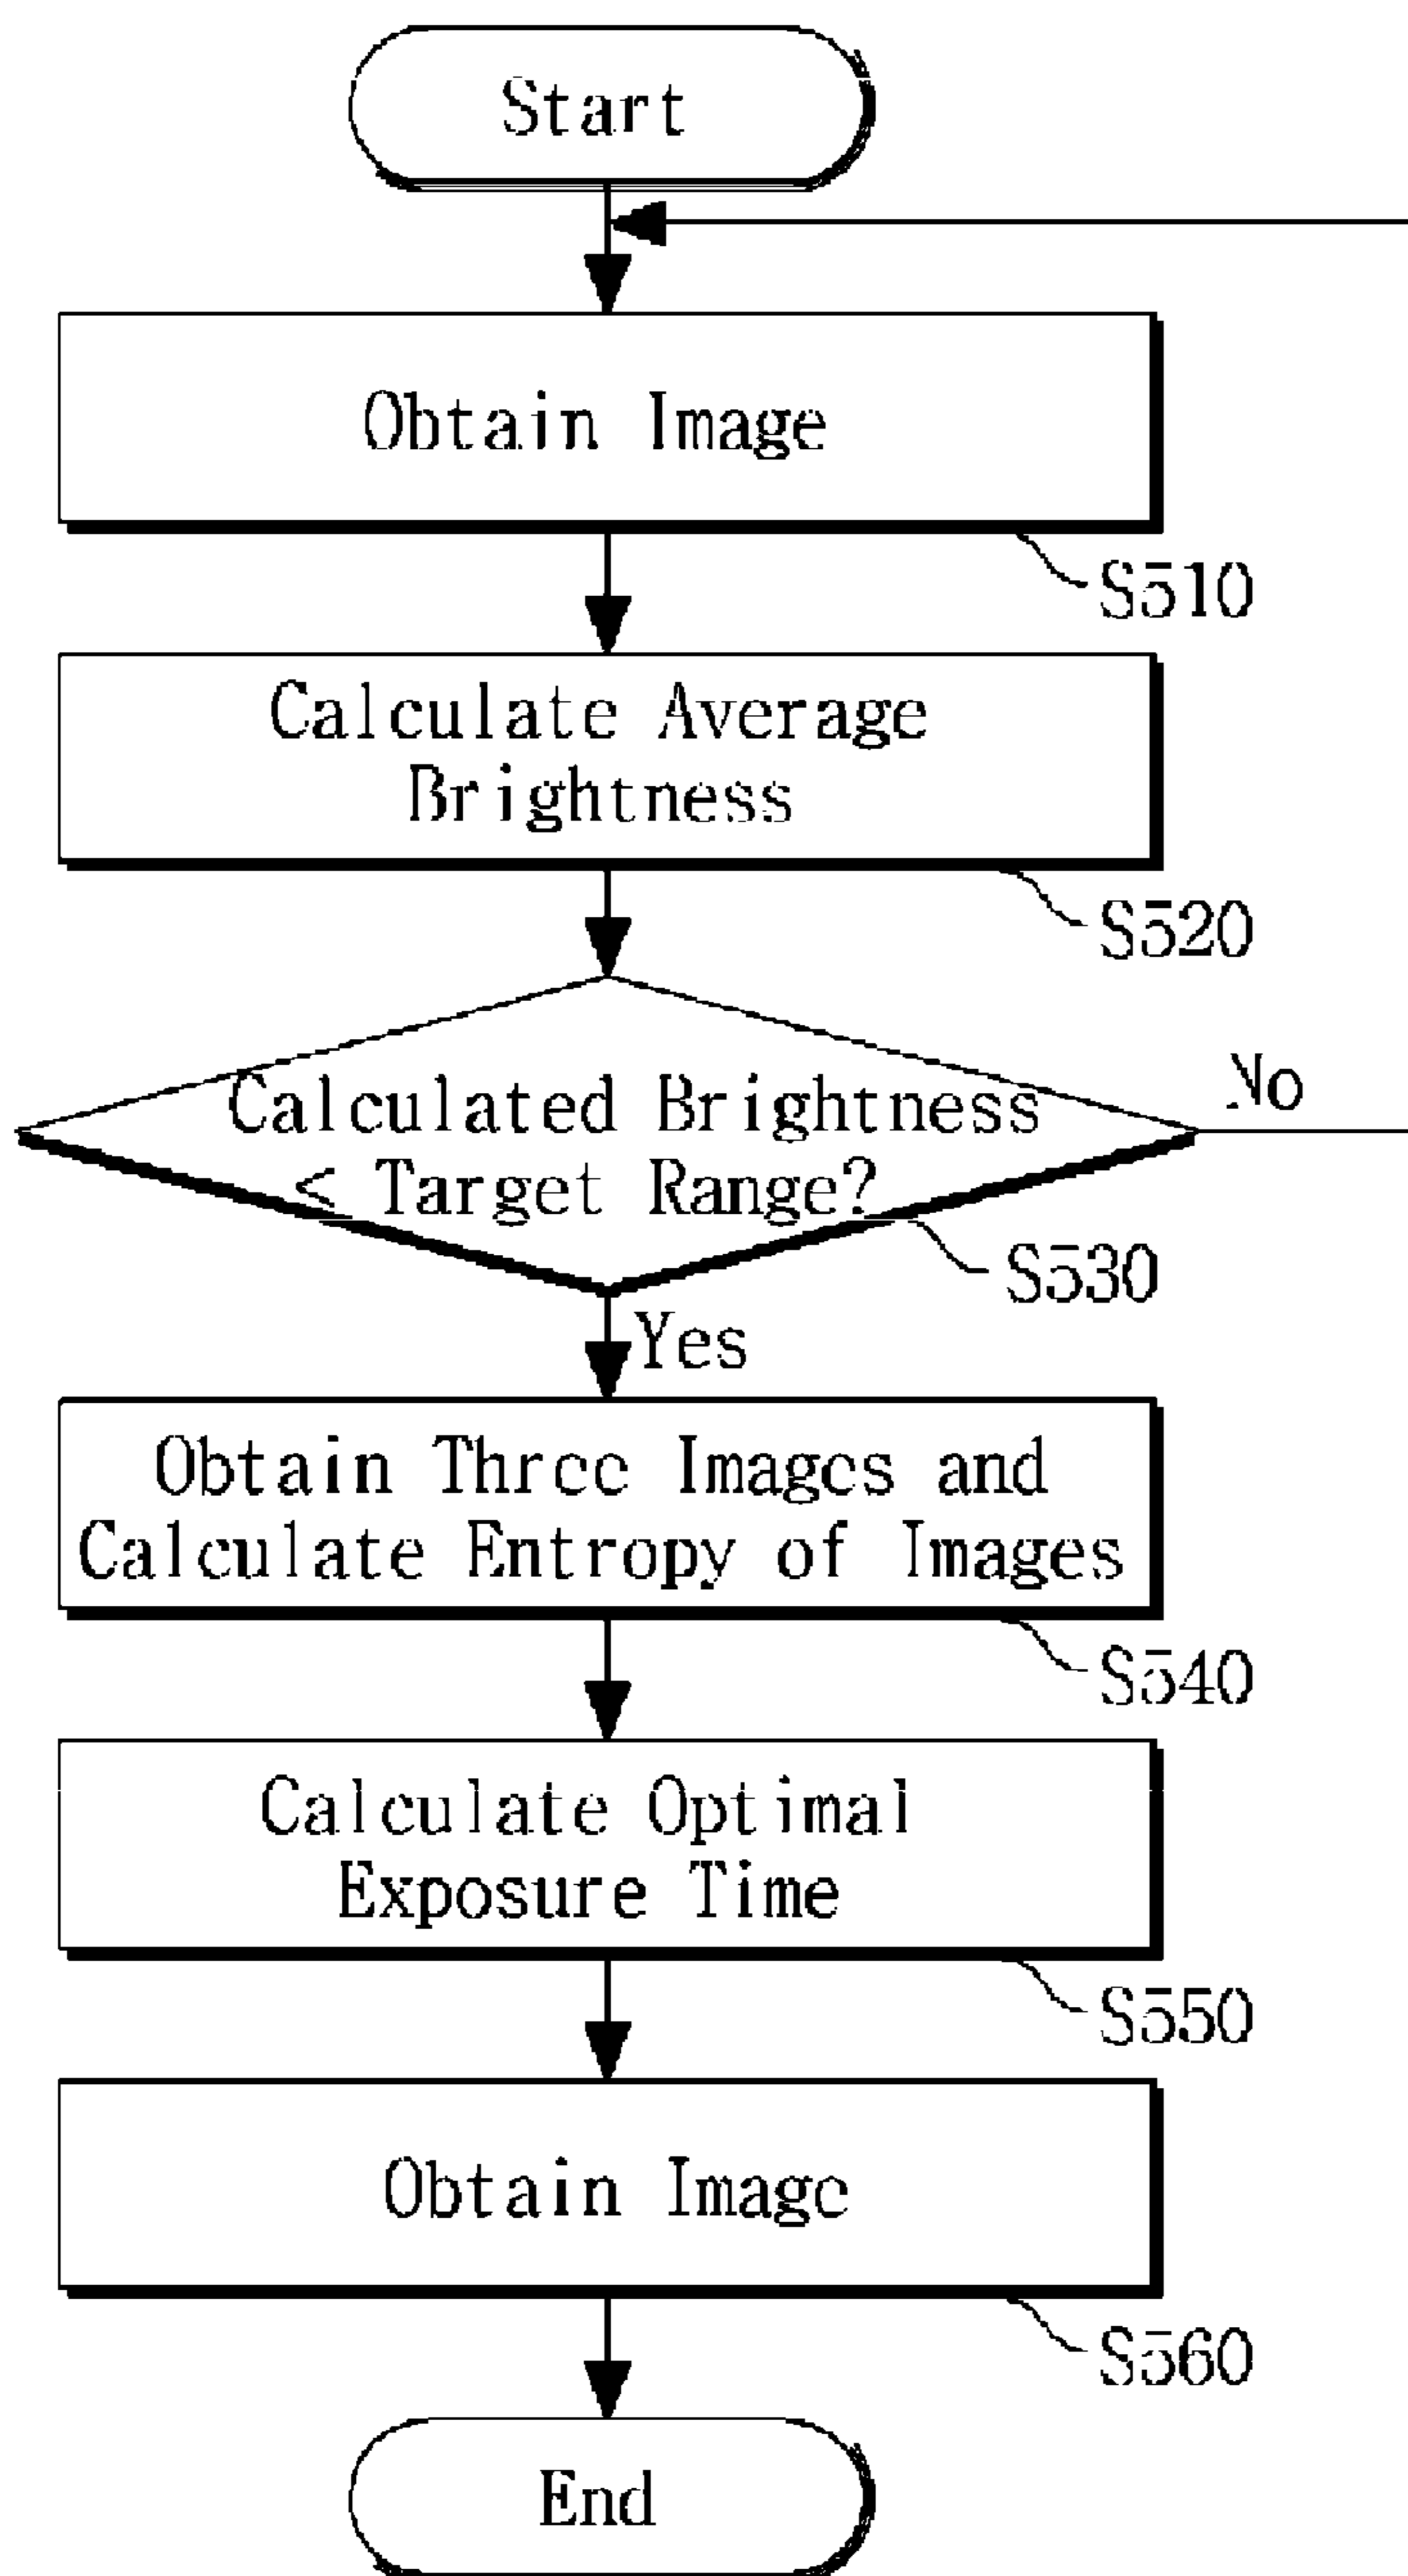 Start
Obtain Image
S510
Calculate Average
Brightness
S520
Calculated Brightness
< Target Range?
No
S530
Yes
Obtain Three Images and
Calculate Entropy of Images
S540
Calculate Optimal
Exposure Time
S550
Obtain Image
S560
End